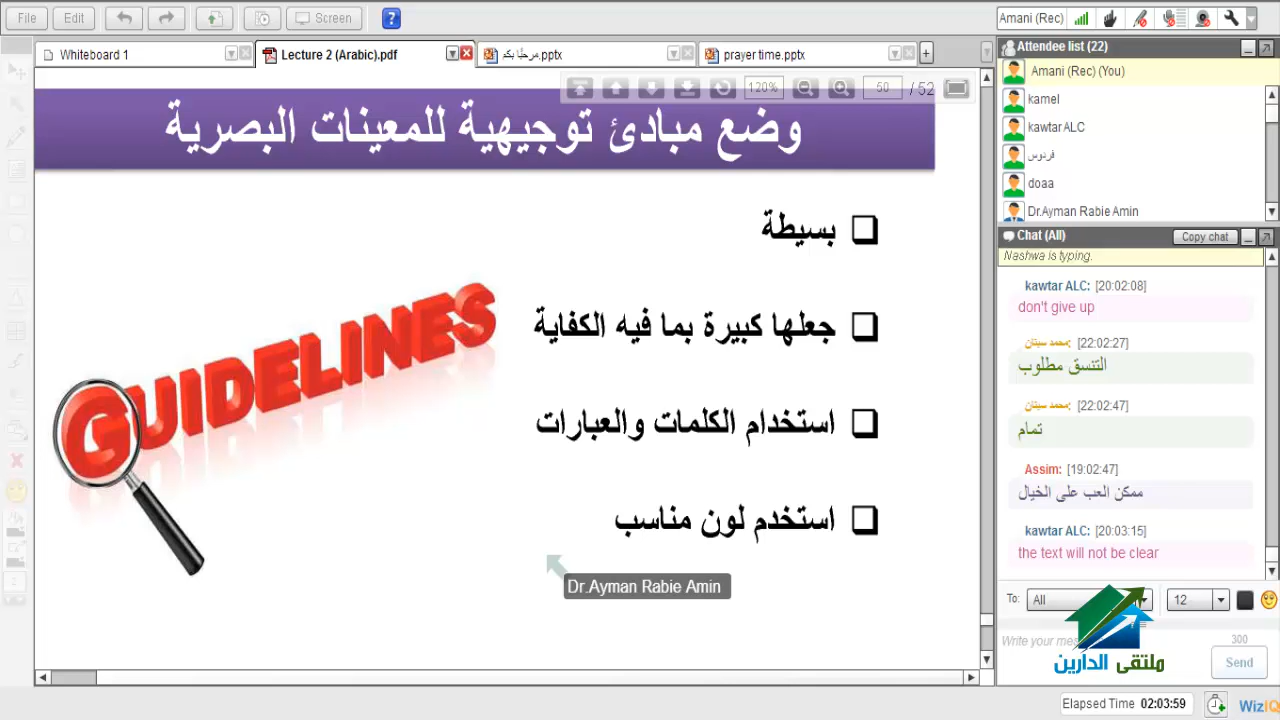 File
Edit
Screen
?
Amani (Rec)
Whiteboard 1
Lecture 2 (Arabic).pdf
مرحبًا بكم.pptx
prayer time.pptx
+
120%
50
/ 52
وضع مبادئ توجيهية للمعينات البصرية
بسيطة
جعلها كبيرة بما فيه الكفاية
استخدام الكلمات والعبارات
استخدم لون مناسب
GUIDELINES
Dr.Ayman Rabie Amin
Attendee list (22)
Amani (Rec) (You)
kamel
kawtar ALC
فردوس
doaa
Dr.Ayman Rabie Amin
Chat (All)
Copy chat
Nashwa is typing.
kawtar ALC: [20:02:08]
don't give up
محمد سيتان: [22:02:27]
التنسق مطلوب
محمد سيتان: [22:02:47]
تمام
Assim: [19:02:47]
ممكن العب على الخيال
kawtar ALC: [20:03:15]
the text will not be clear
To:
All
12
300
Send
ملتقى الدارين
Elapsed Time 02:03:59